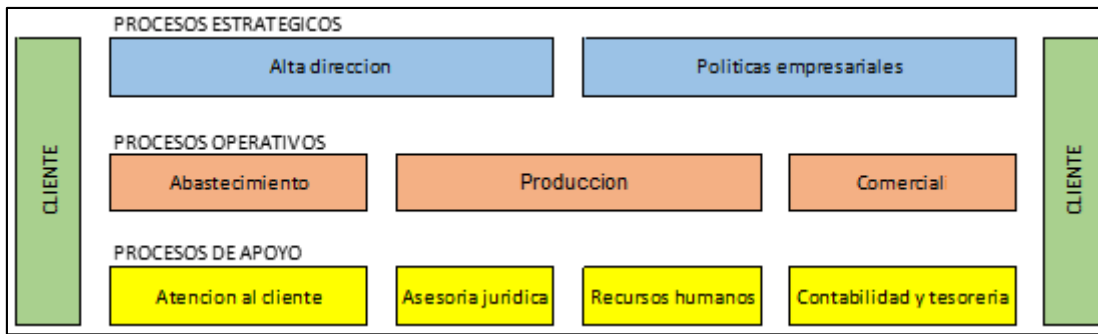 PROCESOS ESTRATEGICOS
Alta direccion
Politicas empresariales
CLIENTE
PROCESOS OPERATIVOS
Abastecimiento
Produccion
Comerciali
CLIENTE
PROCESOS DE APOYO
Atencion al cliente
Asesoria juridica
Recursos humanos
Contabilidad y tesoreria